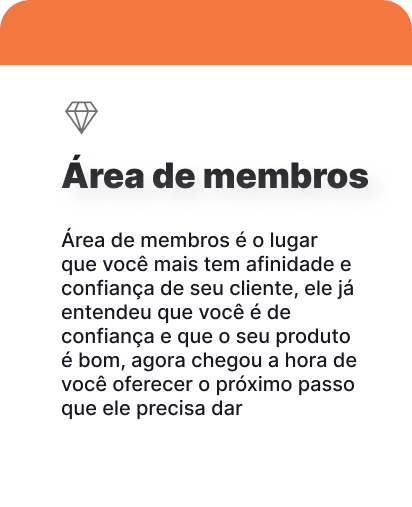 Área de membros
Área de membros é o lugar
que você mais tem afinidade e
confiança de seu cliente, ele já
entendeu que você é de
confiança e que o seu produto
é bom, agora chegou a hora de
você oferecer o próximo passo
que ele precisa dar